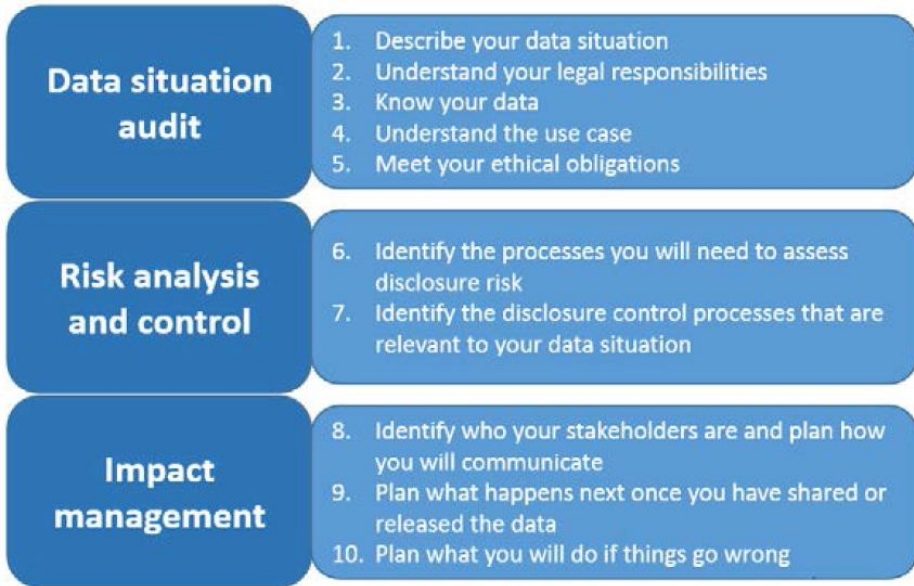 Data situation
audit
1. Describe your data situation
2. Understand your legal responsibilities
3. Know your data
4. Understand the use case
5. Meet your ethical obligations
Risk analysis
and control
6. Identify the processes you will need to assess
disclosure risk
7. Identify the disclosure control processes that are
relevant to your data situation
Impact
management
8. Identify who your stakeholders are and plan how
you will communicate
9. Plan what happens next once you have shared or
released the data
10. Plan what you will do if things go wrong